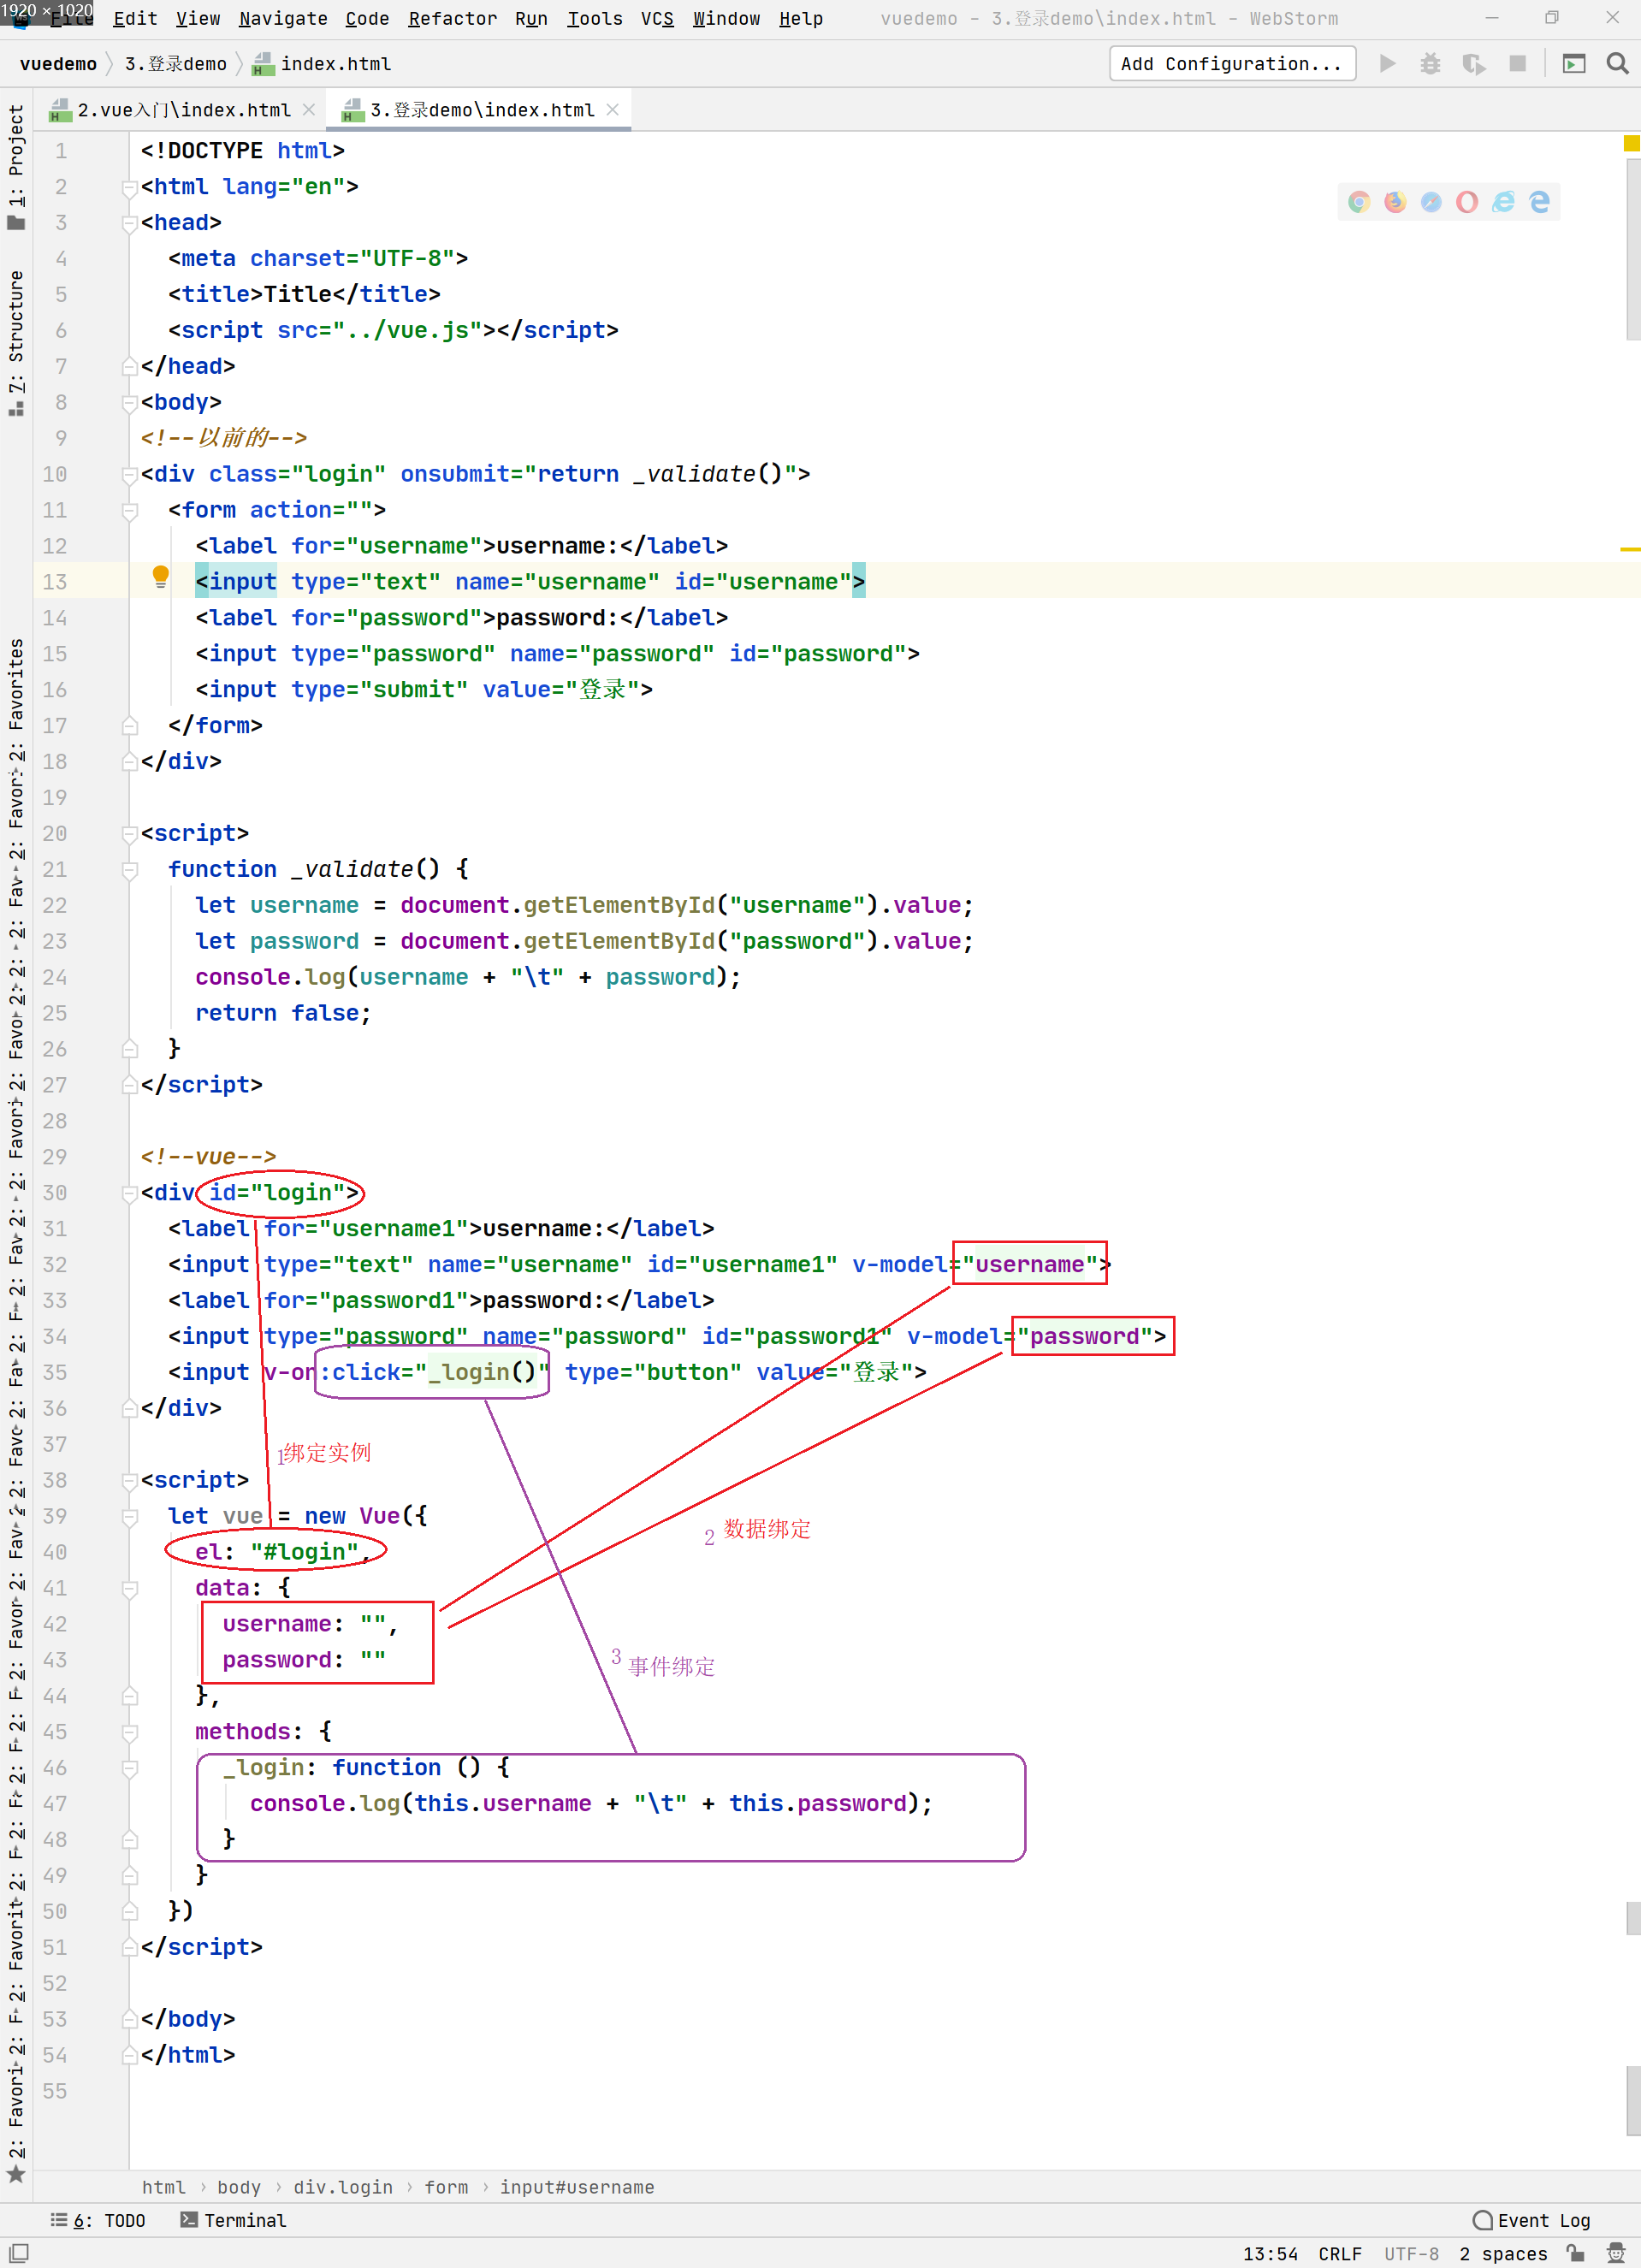 1920 × 1020
File Edit View Navigate Code Refactor Run Tools VCS Window Help vuedemo - 3.登录demo\index.html - WebStorm
vuedemo 3.登录demo index.html Add Configuration...
2.vue入门\index.html 3.登录demo\index.html
1: Project
7: Structure
2: Favorites
1 <!DOCTYPE html>
2 <html lang="en">
3 <head>
4 <meta charset="UTF-8">
5 <title>Title</title>
6 <script src="../vue.js"></script>
7 </head>
8 <body>
9 <!--以前的-->
10 <div class="login" onsubmit="return _validate()">
11 <form action="">
12 <label for="username">username:</label>
13 <input type="text" name="username" id="username">
14 <label for="password">password:</label>
15 <input type="password" name="password" id="password">
16 <input type="submit" value="登录">
17 </form>
18 </div>
19
20 <script>
21 function _validate() {
22 let username = document.getElementById("username").value;
23 let password = document.getElementById("password").value;
24 console.log(username + "\t" + password);
25 return false;
26 }
27 </script>
28
29 <!--vue-->
30 <div id="login">
31 <label for="username1">username:</label>
32 <input type="text" name="username" id="username1" v-model="username">
33 <label for="password1">password:</label>
34 <input type="password" name="password" id="password1" v-model="password">
35 <input v-on:click="_login()" type="button" value="登录">
36 </div>
37
1绑定实例
38 <script>
39 let vue = new Vue({
2 数据绑定
40 el: "#login",
41 data: {
42 username: "",
43 password: ""
3 事件绑定
44 },
45 methods: {
46 _login: function () {
47 console.log(this.username + "\t" + this.password);
48 }
49 }
50 })
51 </script>
52
53 </body>
54 </html>
55
html › body › div.login › form › input#username
6: TODO Terminal Event Log
13:54 CRLF UTF-8 2 spaces